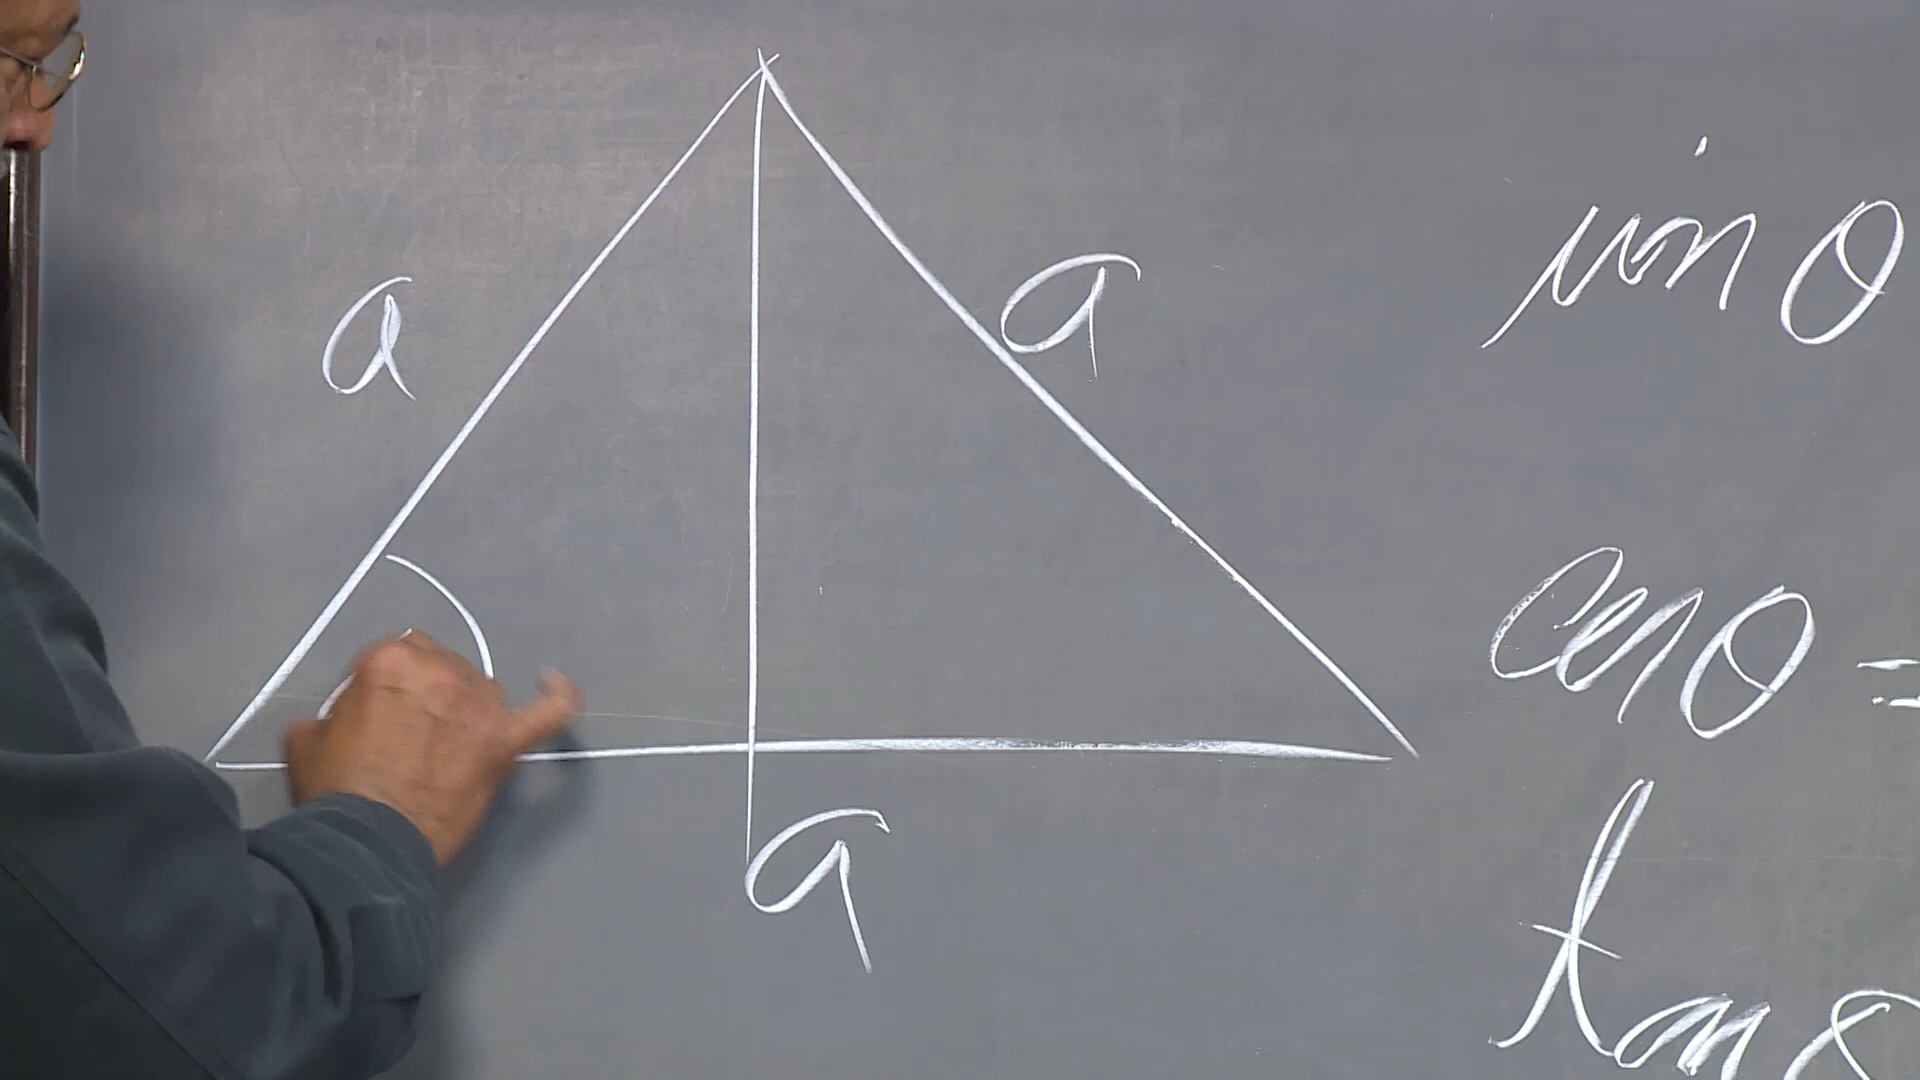 a
a
a
sin θ
cos θ =
tan θ